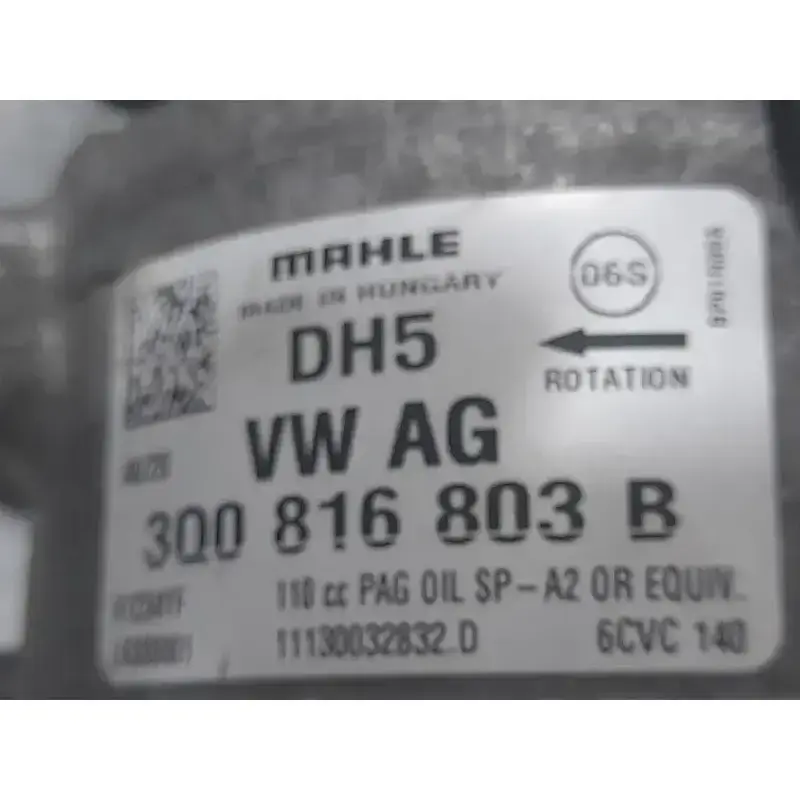 MAHLE
MADE IN HUNGARY
DH5
06S
ROTATION
VW AG
3Q0 816 803 B
110 cc PAG OIL SP-A2 OR EQUIV.
11130032832.D
6CVC 140